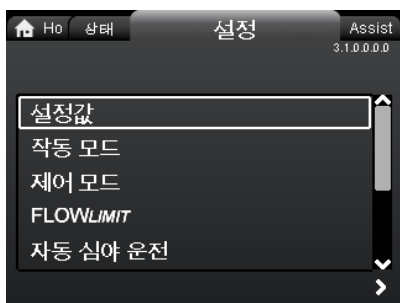 Ho 상태 설정 Assist
3.1.0.0.0.0
설정값
작동 모드
제어 모드
FLOWLIMIT
자동 심야 운전